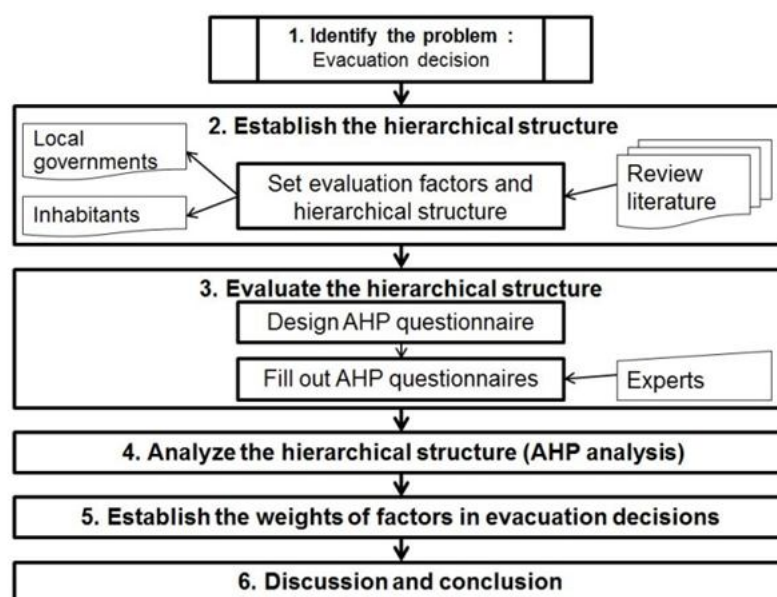 1. Identify the problem :
Evacuation decision
2. Establish the hierarchical structure
Local
governments
Inhabitants
Set evaluation factors and
hierarchical structure
Review
literature
3. Evaluate the hierarchical structure
Design AHP questionnaire
Fill out AHP questionnaires
Experts
4. Analyze the hierarchical structure (AHP analysis)
5. Establish the weights of factors in evacuation decisions
6. Discussion and conclusion